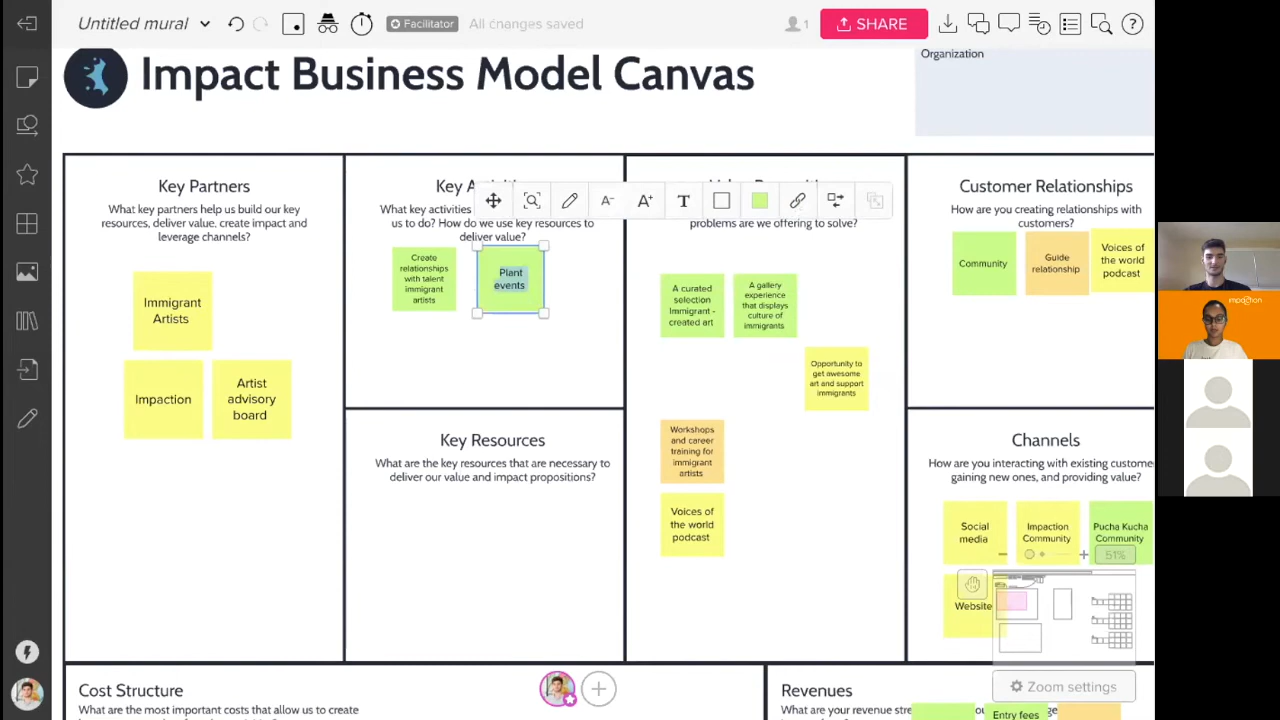 Untitled mural
Facilitator
All changes saved
1
SHARE
?
Impact Business Model Canvas
Organization
Key Partners
What key partners help us build our key
resources, deliver value, create impact and
leverage channels?
Immigrant
Artists
Impaction
Artist
advisory
board
What key activities
us to do? How do we use key resources to
deliver value?
A-
A+
T
Create
relationships
with talent
immigrant
artists
Plant
events
Key Resources
What are the key resources that are necessary to
deliver our value and impact propositions?
problems are we offering to solve?
A curated
selection
Immigrant -
created art
A gallery
experience
that displays
culture of
immigrants
Opportunity to
get awesome
art and support
immigrants
Workshops
and career
training for
immigrant
artists
Voices of
the world
podcast
Customer Relationships
How are you creating relationships with
customers?
Community
Guide
relationship
Voices of
the world
podcast
Channels
How are you interacting with existing custome
gaining new ones, and providing value?
Social
media
Impaction
Community
Pucha Kucha
Community
51%
Website
Zoom settings
Cost Structure
What are the most important costs that allow us to create
Revenues
What are your revenue stre
Entry fees